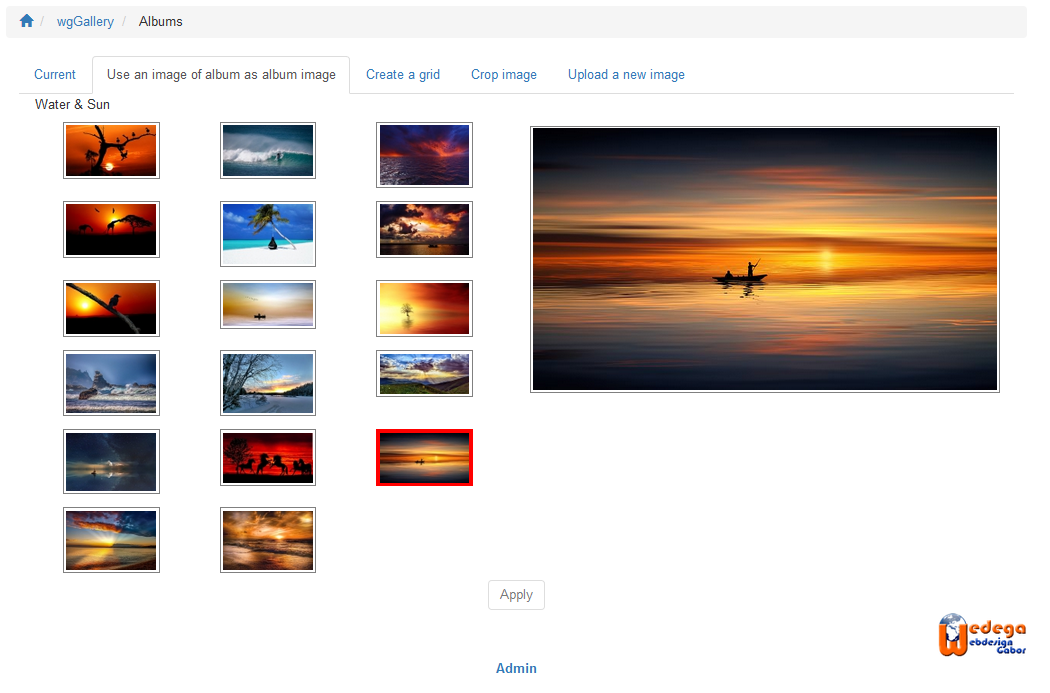 / wgGallery / Albums
Current Use an image of album as album image Create a grid Crop image Upload a new image
Water & Sun
Apply
Wedega
Webdesign
Gabor
Admin